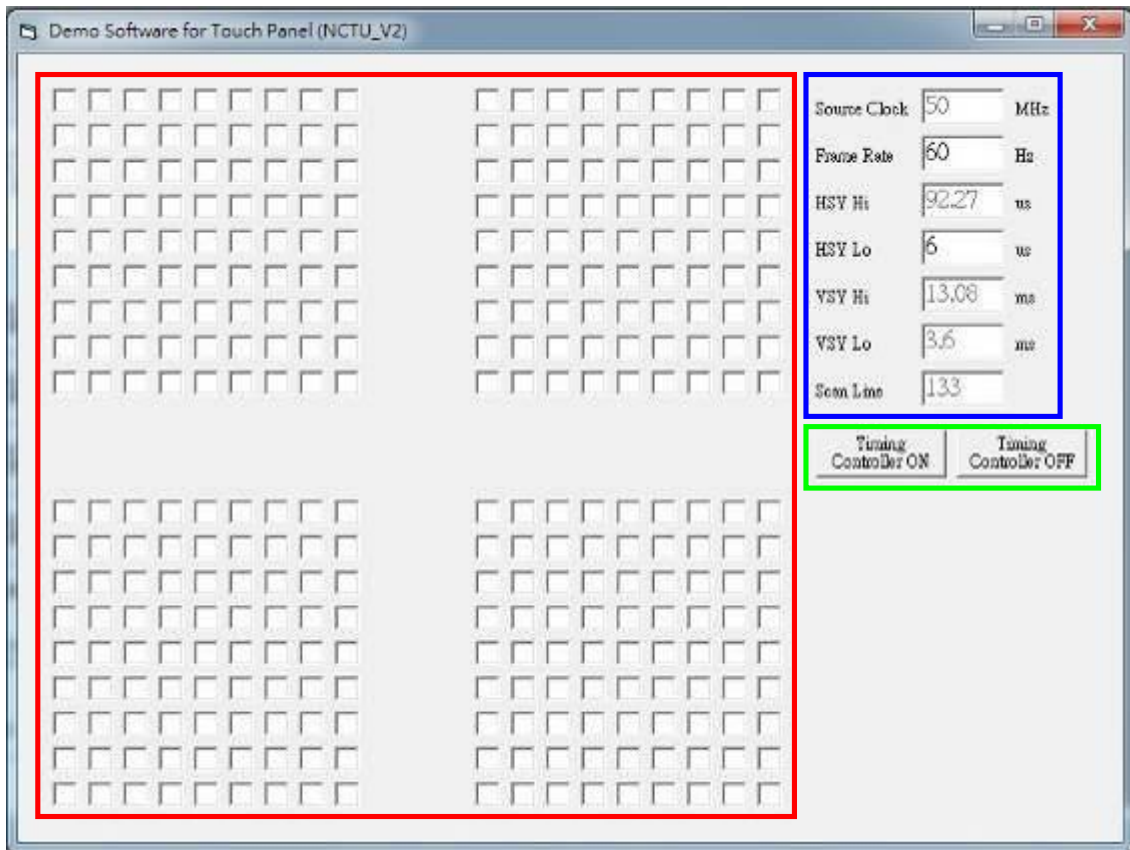 Demo Software for Touch Panel (NCTU_V2)
Source Clock 50 MHz
Frame Rate 60 Hz
HSY Hi 92.27 us
HSY Lo 6 us
VSY Hi 13.08 ms
VSY Lo 3.6 ms
Scan Line 133
Timing Controller ON
Timing Controller OFF